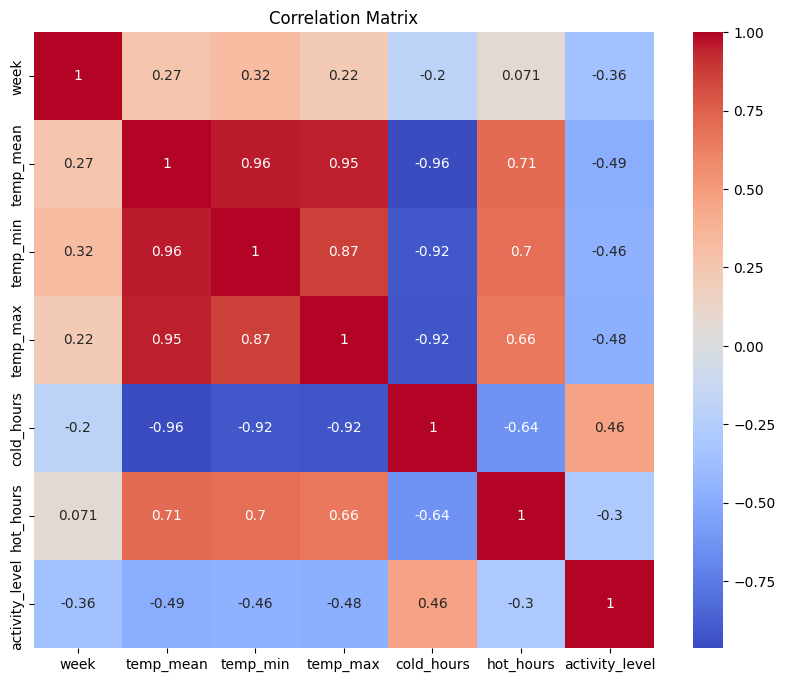 Correlation Matrix
week 1 0.27 0.32 0.22 -0.2 0.071 -0.36
temp_mean 0.27 1 0.96 0.95 -0.96 0.71 -0.49
temp_min 0.32 0.96 1 0.87 -0.92 0.7 -0.46
temp_max 0.22 0.95 0.87 1 -0.92 0.66 -0.48
cold_hours -0.2 -0.96 -0.92 -0.92 1 -0.64 0.46
hot_hours 0.071 0.71 0.7 0.66 -0.64 1 -0.3
activity_level -0.36 -0.49 -0.46 -0.48 0.46 -0.3 1
week temp_mean temp_min temp_max cold_hours hot_hours activity_level
1.00
0.75
0.50
0.25
0.00
−0.25
−0.50
−0.75